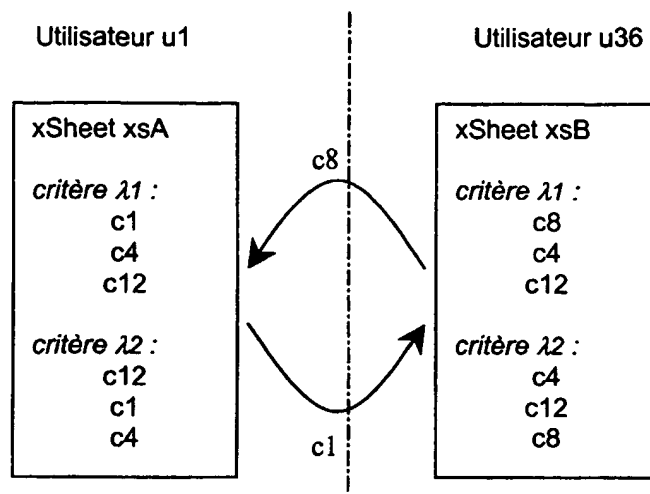 Utilisateur u1
xSheet xsA
critère λ1 :
c1
c4
c12
critère λ2 :
c12
c1
c4
c8
c1
Utilisateur u36
xSheet xsB
critère λ1 :
c8
c4
c12
critère λ2 :
c4
c12
c8